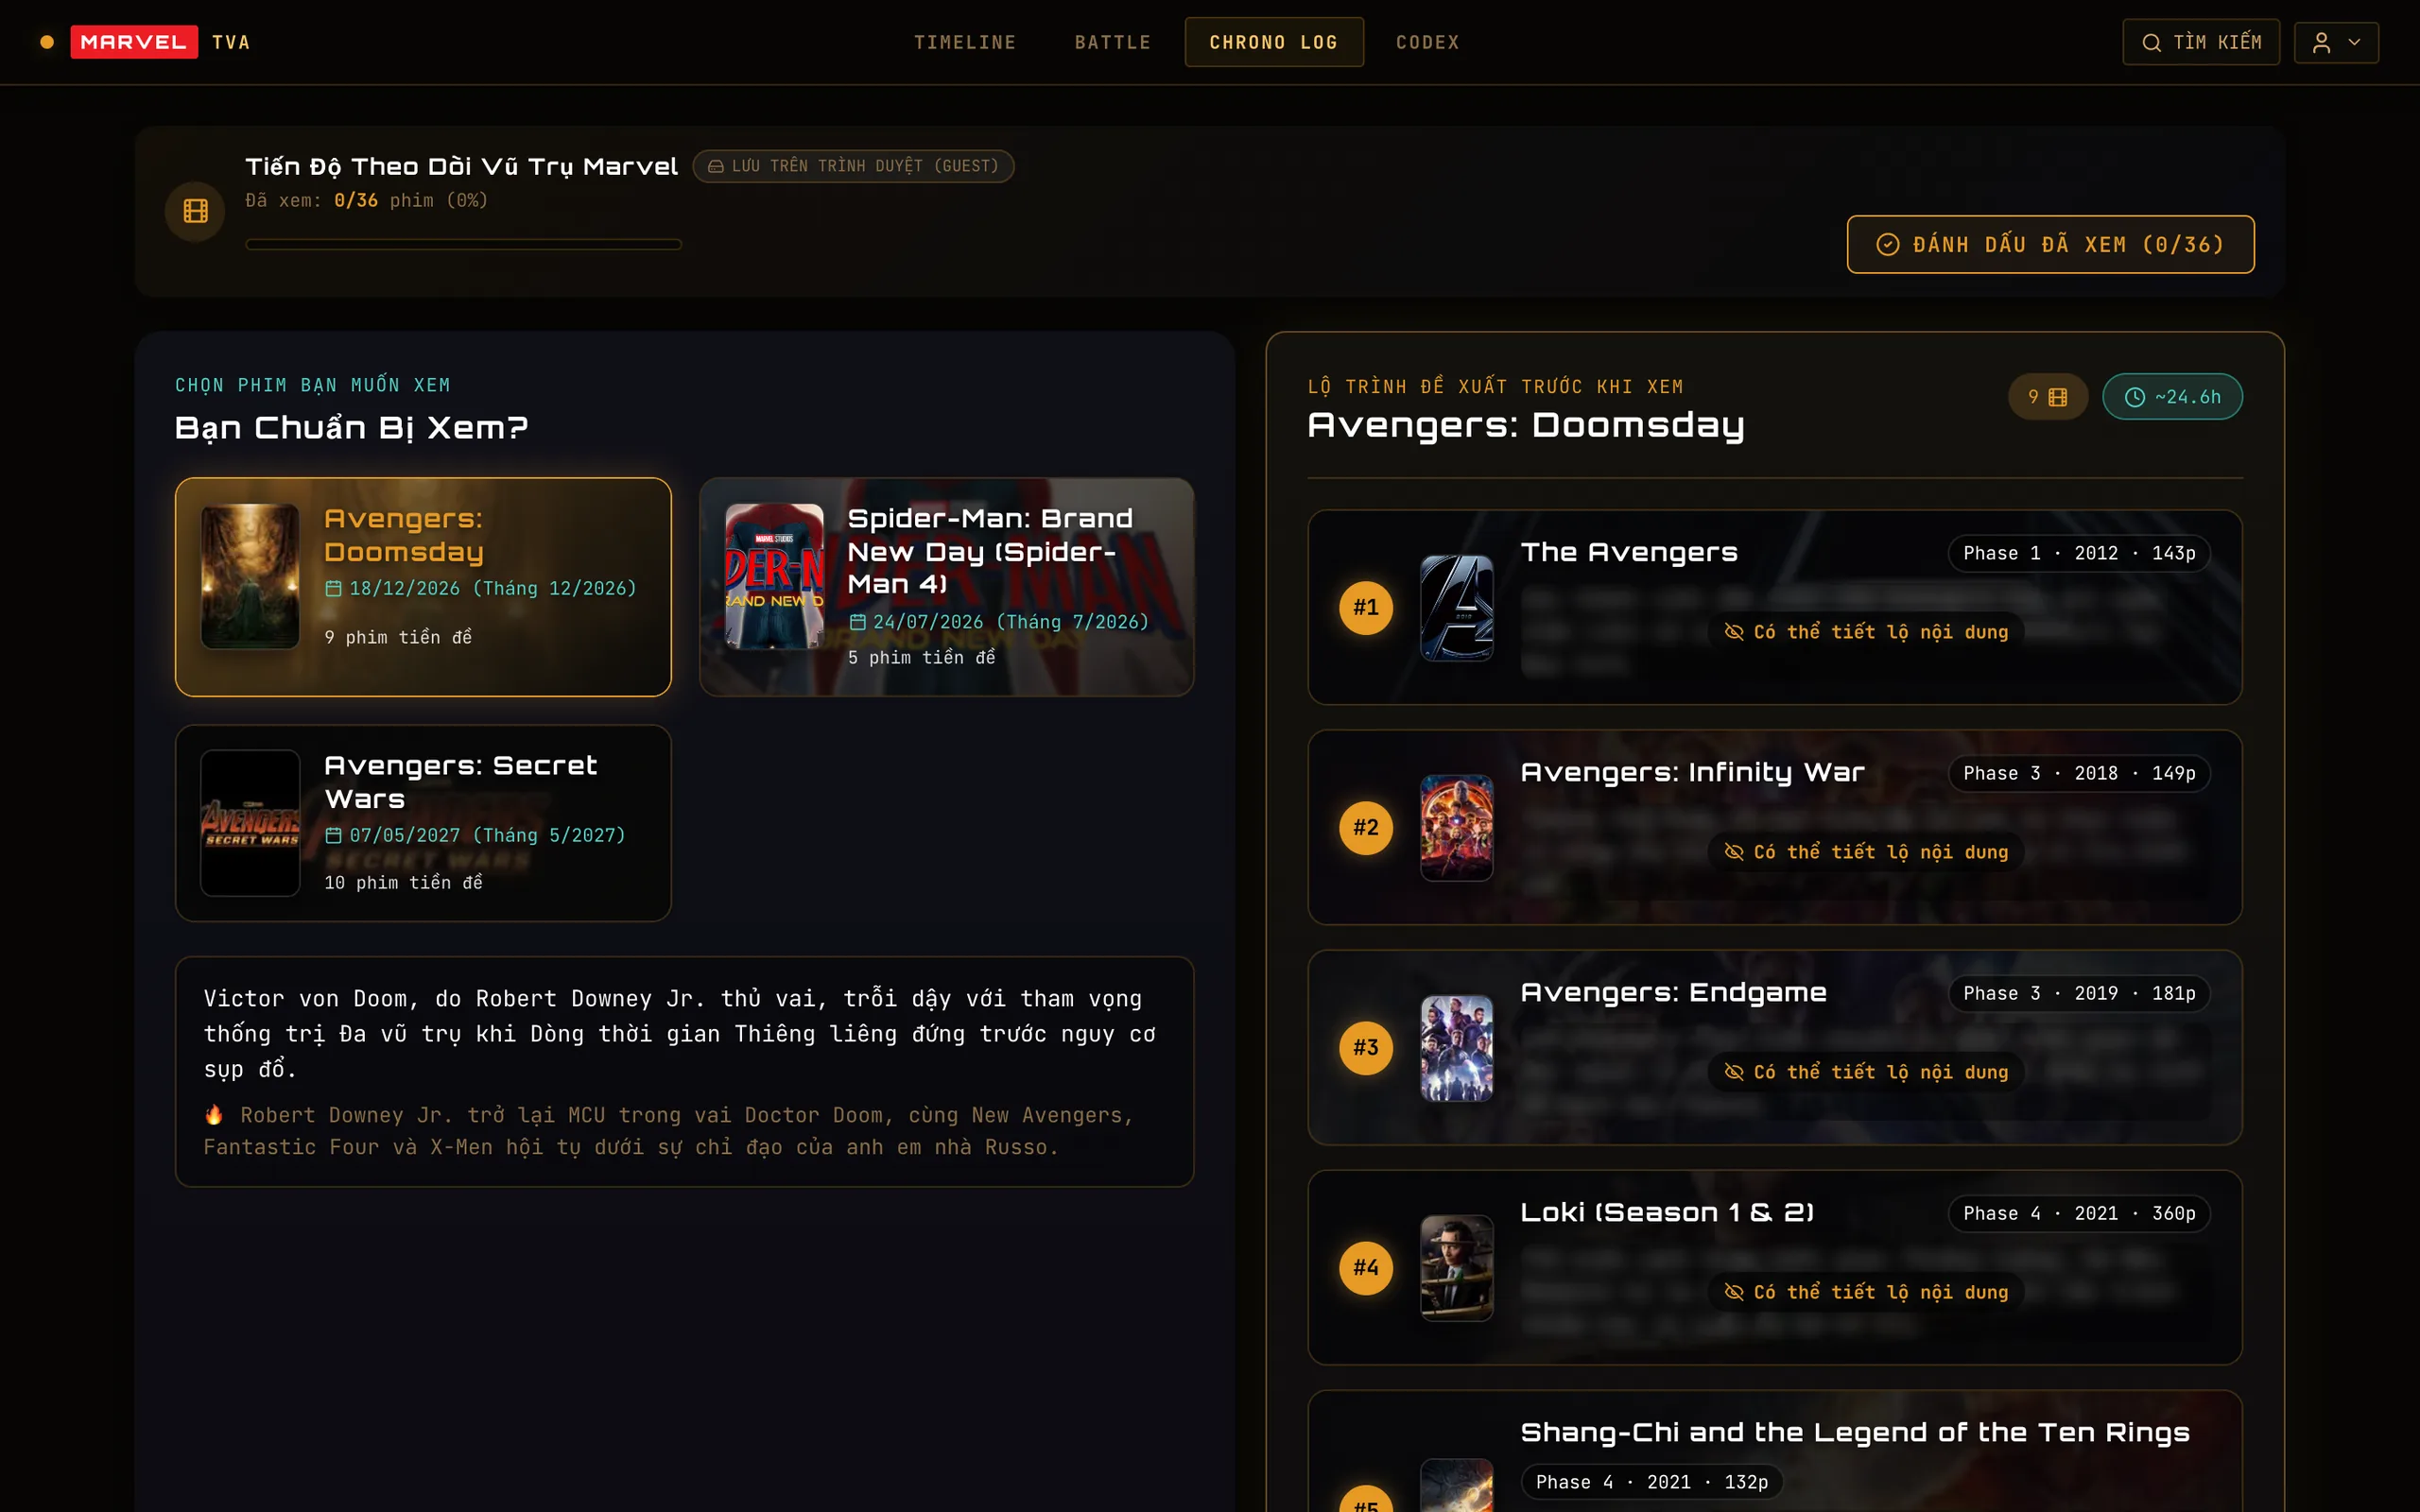 MARVEL TVA
TIMELINE
BATTLE
CHRONO LOG
CODEX
TÌM KIẾM
Tiến Độ Theo Dõi Vũ Trụ Marvel
LƯU TRÊN TRÌNH DUYỆT (GUEST)
Đã xem: 0/36 phim (0%)
ĐÁNH DẤU ĐÃ XEM (0/36)
CHỌN PHIM BẠN MUỐN XEM
Bạn Chuẩn Bị Xem?
Avengers:
Doomsday
18/12/2026 (Tháng 12/2026)
9 phim tiền đề
MARVEL STUDIOS
DER-N
RAND NEW D
Spider-Man: Brand
New Day (Spider-
Man 4)
24/07/2026 (Tháng 7/2026)
5 phim tiền đề
AVENGERS
SECRET WARS
Avengers: Secret
Wars
07/05/2027 (Tháng 5/2027)
10 phim tiền đề
Victor von Doom, do Robert Downey Jr. thủ vai, trỗi dậy với tham vọng
thống trị Đa vũ trụ khi Dòng thời gian Thiêng liêng đứng trước nguy cơ
sụp đổ.
🔥 Robert Downey Jr. trở lại MCU trong vai Doctor Doom, cùng New Avengers,
Fantastic Four và X-Men hội tụ dưới sự chỉ đạo của anh em nhà Russo.
LỘ TRÌNH ĐỀ XUẤT TRƯỚC KHI XEM
Avengers: Doomsday
9
~24.6h
#1
The Avengers
Phase 1 · 2012 · 143p
Có thể tiết lộ nội dung
#2
Avengers: Infinity War
Phase 3 · 2018 · 149p
Có thể tiết lộ nội dung
#3
Avengers: Endgame
Phase 3 · 2019 · 181p
Có thể tiết lộ nội dung
#4
Loki (Season 1 & 2)
Phase 4 · 2021 · 360p
Có thể tiết lộ nội dung
#5
Shang-Chi and the Legend of the Ten Rings
Phase 4 · 2021 · 132p